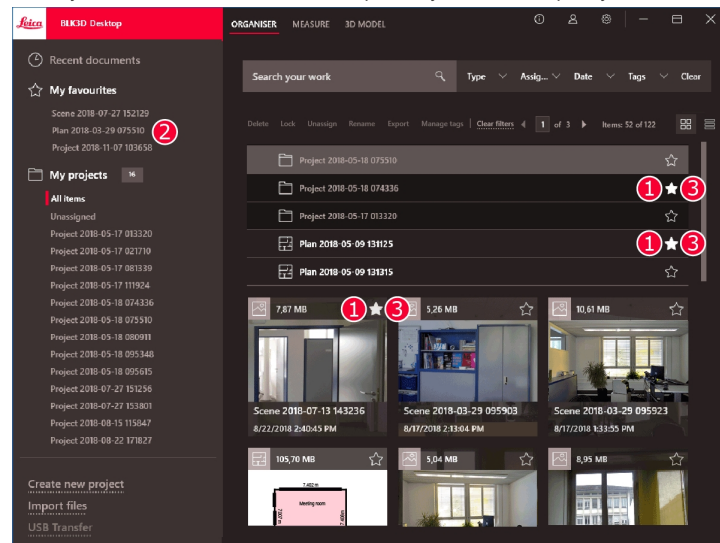 Leica BLK3D Desktop
ORGANISER MEASURE 3D MODEL
Recent documents
My favourites
Scene 2018-07-27 152129
Plan 2018-03-29 075510
2
Project 2018-11-07 103658
My projects 16
All items
Unassigned
Project 2018-05-17 013320
Project 2018-05-17 021710
Project 2018-05-17 081339
Project 2018-05-17 111924
Project 2018-05-18 074336
Project 2018-05-18 075510
Project 2018-05-18 080911
Project 2018-05-18 095348
Project 2018-05-18 095615
Project 2018-07-27 151256
Project 2018-07-27 153801
Project 2018-08-15 115847
Project 2018-08-22 171827
Create new project
Import files
USB Transfer
Search your work Type Assig... Date Tags Clear
Delete Lock Unassign Rename Export Manage tags Clear filters 1 of 3 Items: 52 of 122
Project 2018-05-18 075510
Project 2018-05-18 074336 1 3
Project 2018-05-17 013320
Plan 2018-05-09 131125 1 3
Plan 2018-05-09 131315
7,87 MB 1 3 5,26 MB 10,61 MB
Scene 2018-07-13 143236 Scene 2018-03-29 095903 Scene 2018-03-29 095923
8/22/2018 2:40:45 PM 8/17/2018 2:13:04 PM 8/17/2018 1:33:55 PM
105,70 MB 5,04 MB 8,95 MB
7.402 m
Meeting room